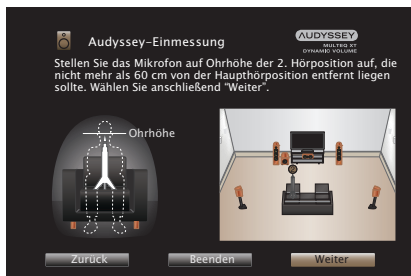 Audyssey-Einmessung
AUDYSSEY
MULTEQ XT
DYNAMIC VOLUME
Stellen Sie das Mikrofon auf Ohrhöhe der 2. Hörposition auf, die
nicht mehr als 60 cm von der Haupthörposition entfernt liegen
sollte. Wählen Sie anschließend "Weiter".
Ohrhöhe
Zurück
Beenden
Weiter